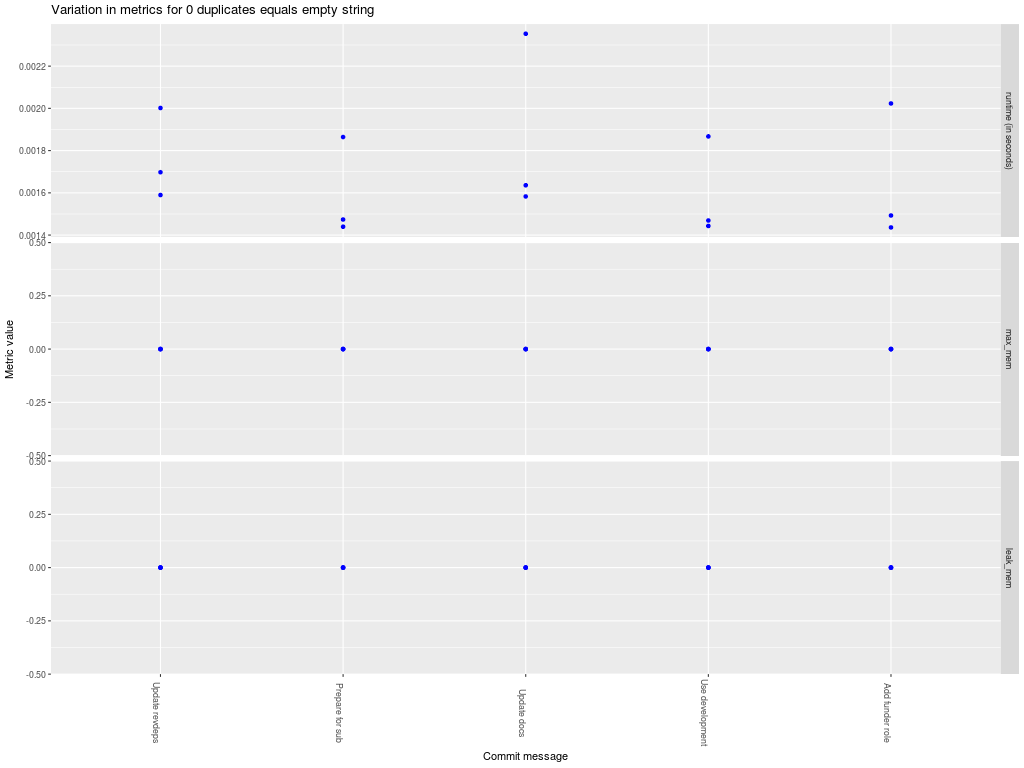 Variation in metrics for 0 duplicates equals empty string
0.0022
0.0020
0.0018
0.0016
0.0014
runtime (in seconds)
0.50
0.25
0.00
-0.25
-0.50
max_mem
0.50
0.25
0.00
-0.25
-0.50
leak_mem
Metric value
Update revdeps
Prepare for sub
Update docs
Use development
Add funder role
Commit message